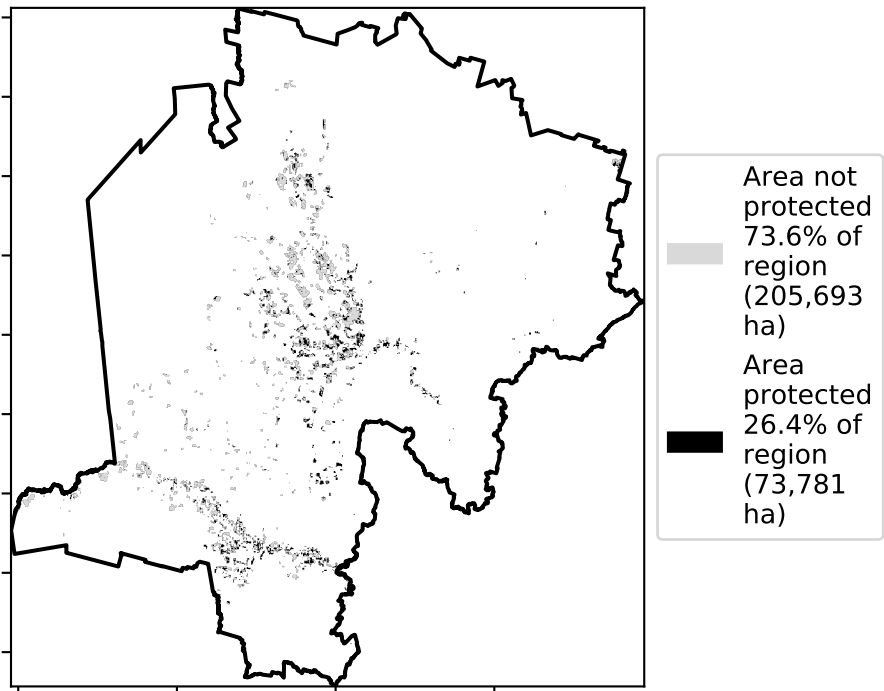 Area not
protected
73.6% of
region
(205,693
ha)
Area
protected
26.4% of
region
(73,781
ha)